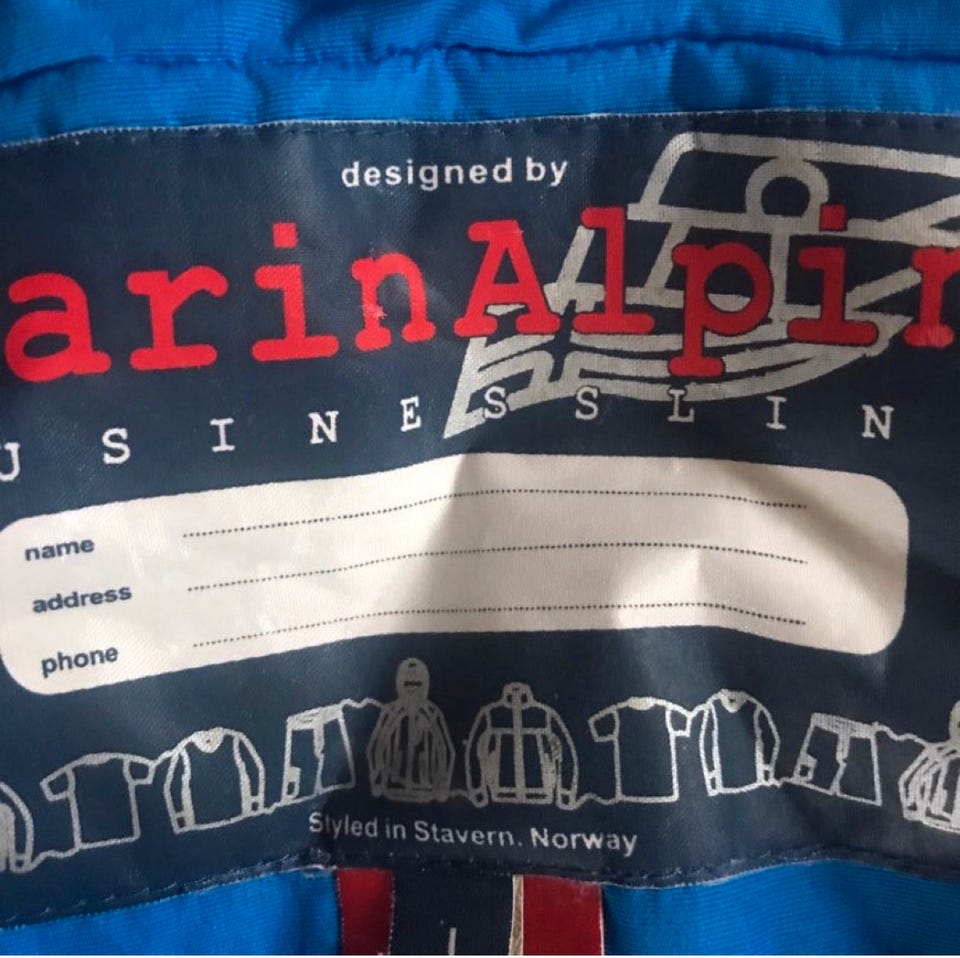 designed by
arinAlpin
U S I N E S S L I N
name
address
phone
Styled in Stavern. Norway
L